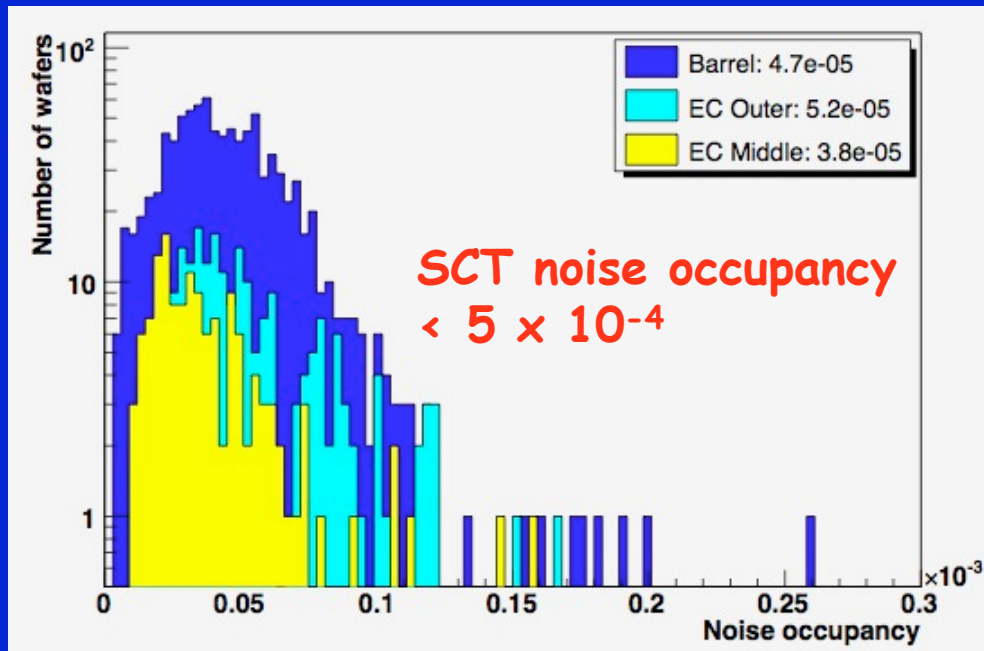 Number of wafers
10²
10
1
Barrel: 4.7e-05
EC Outer: 5.2e-05
EC Middle: 3.8e-05
SCT noise occupancy
< 5 x 10⁻⁴
0 0.05 0.1 0.15 0.2 0.25 0.3
×10⁻³
Noise occupancy